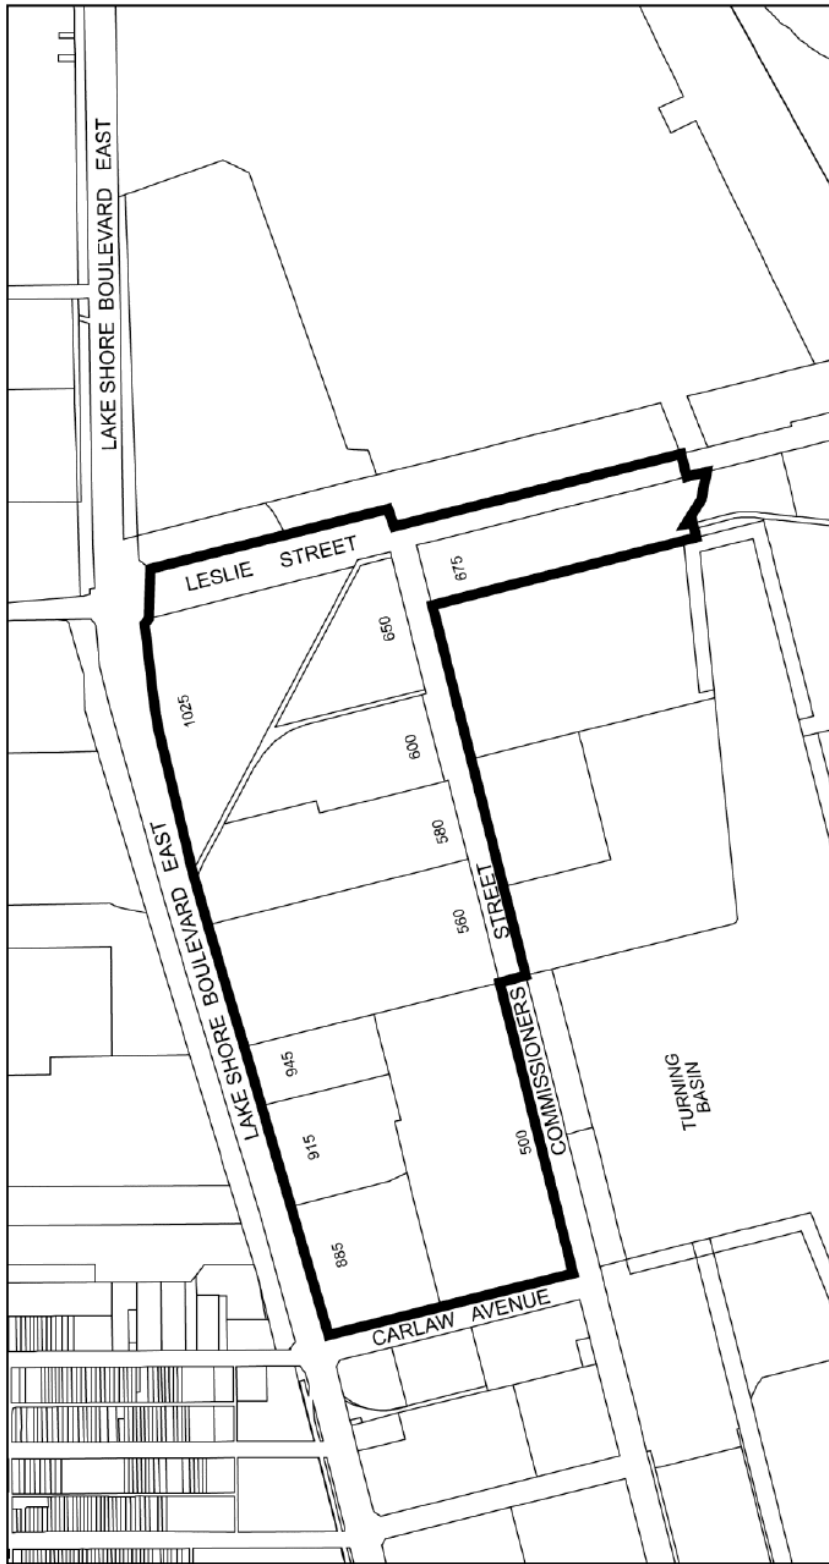 LAKE SHORE BOULEVARD EAST
LESLIE STREET
675
650
1025
600
580
560
LAKE SHORE BOULEVARD EAST
COMMISSIONERS STREET
945
915
500
885
TURNING
BASIN
CARLAW AVENUE